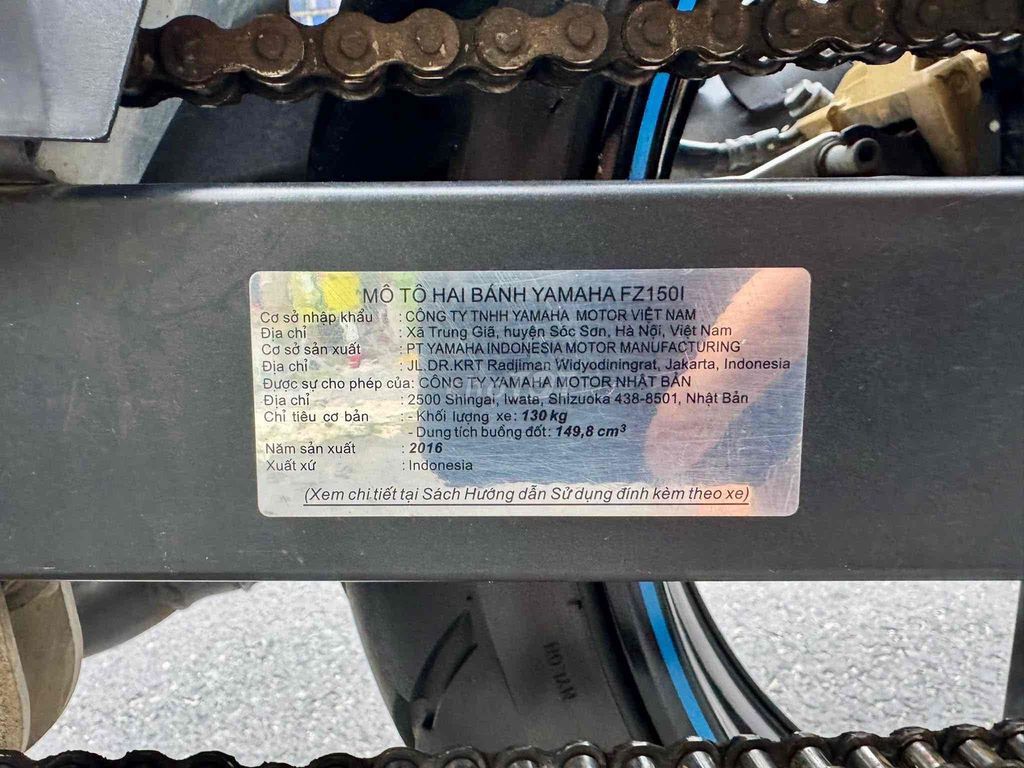 MÔ TÔ HAI BÁNH YAMAHA FZ150I
Cơ sở nhập khẩu : CÔNG TY TNHH YAMAHA MOTOR VIỆT NAM
Địa chỉ : Xã Trung Giã, huyện Sóc Sơn, Hà Nội, Việt Nam
Cơ sở sản xuất : PT YAMAHA INDONESIA MOTOR MANUFACTURING
Địa chỉ : JL.DR.KRT Radjiman Widyodiningrat, Jakarta, Indonesia
Được sự cho phép của: CÔNG TY YAMAHA MOTOR NHẬT BẢN
Địa chỉ : 2500 Shingai, Iwata, Shizuoka 438-8501, Nhật Bản
Chỉ tiêu cơ bản : - Khối lượng xe: 130 kg
- Dung tích buồng đốt: 149,8 cm³
Năm sản xuất : 2016
Xuất xứ : Indonesia
(Xem chi tiết tại Sách Hướng dẫn Sử dụng đính kèm theo xe)